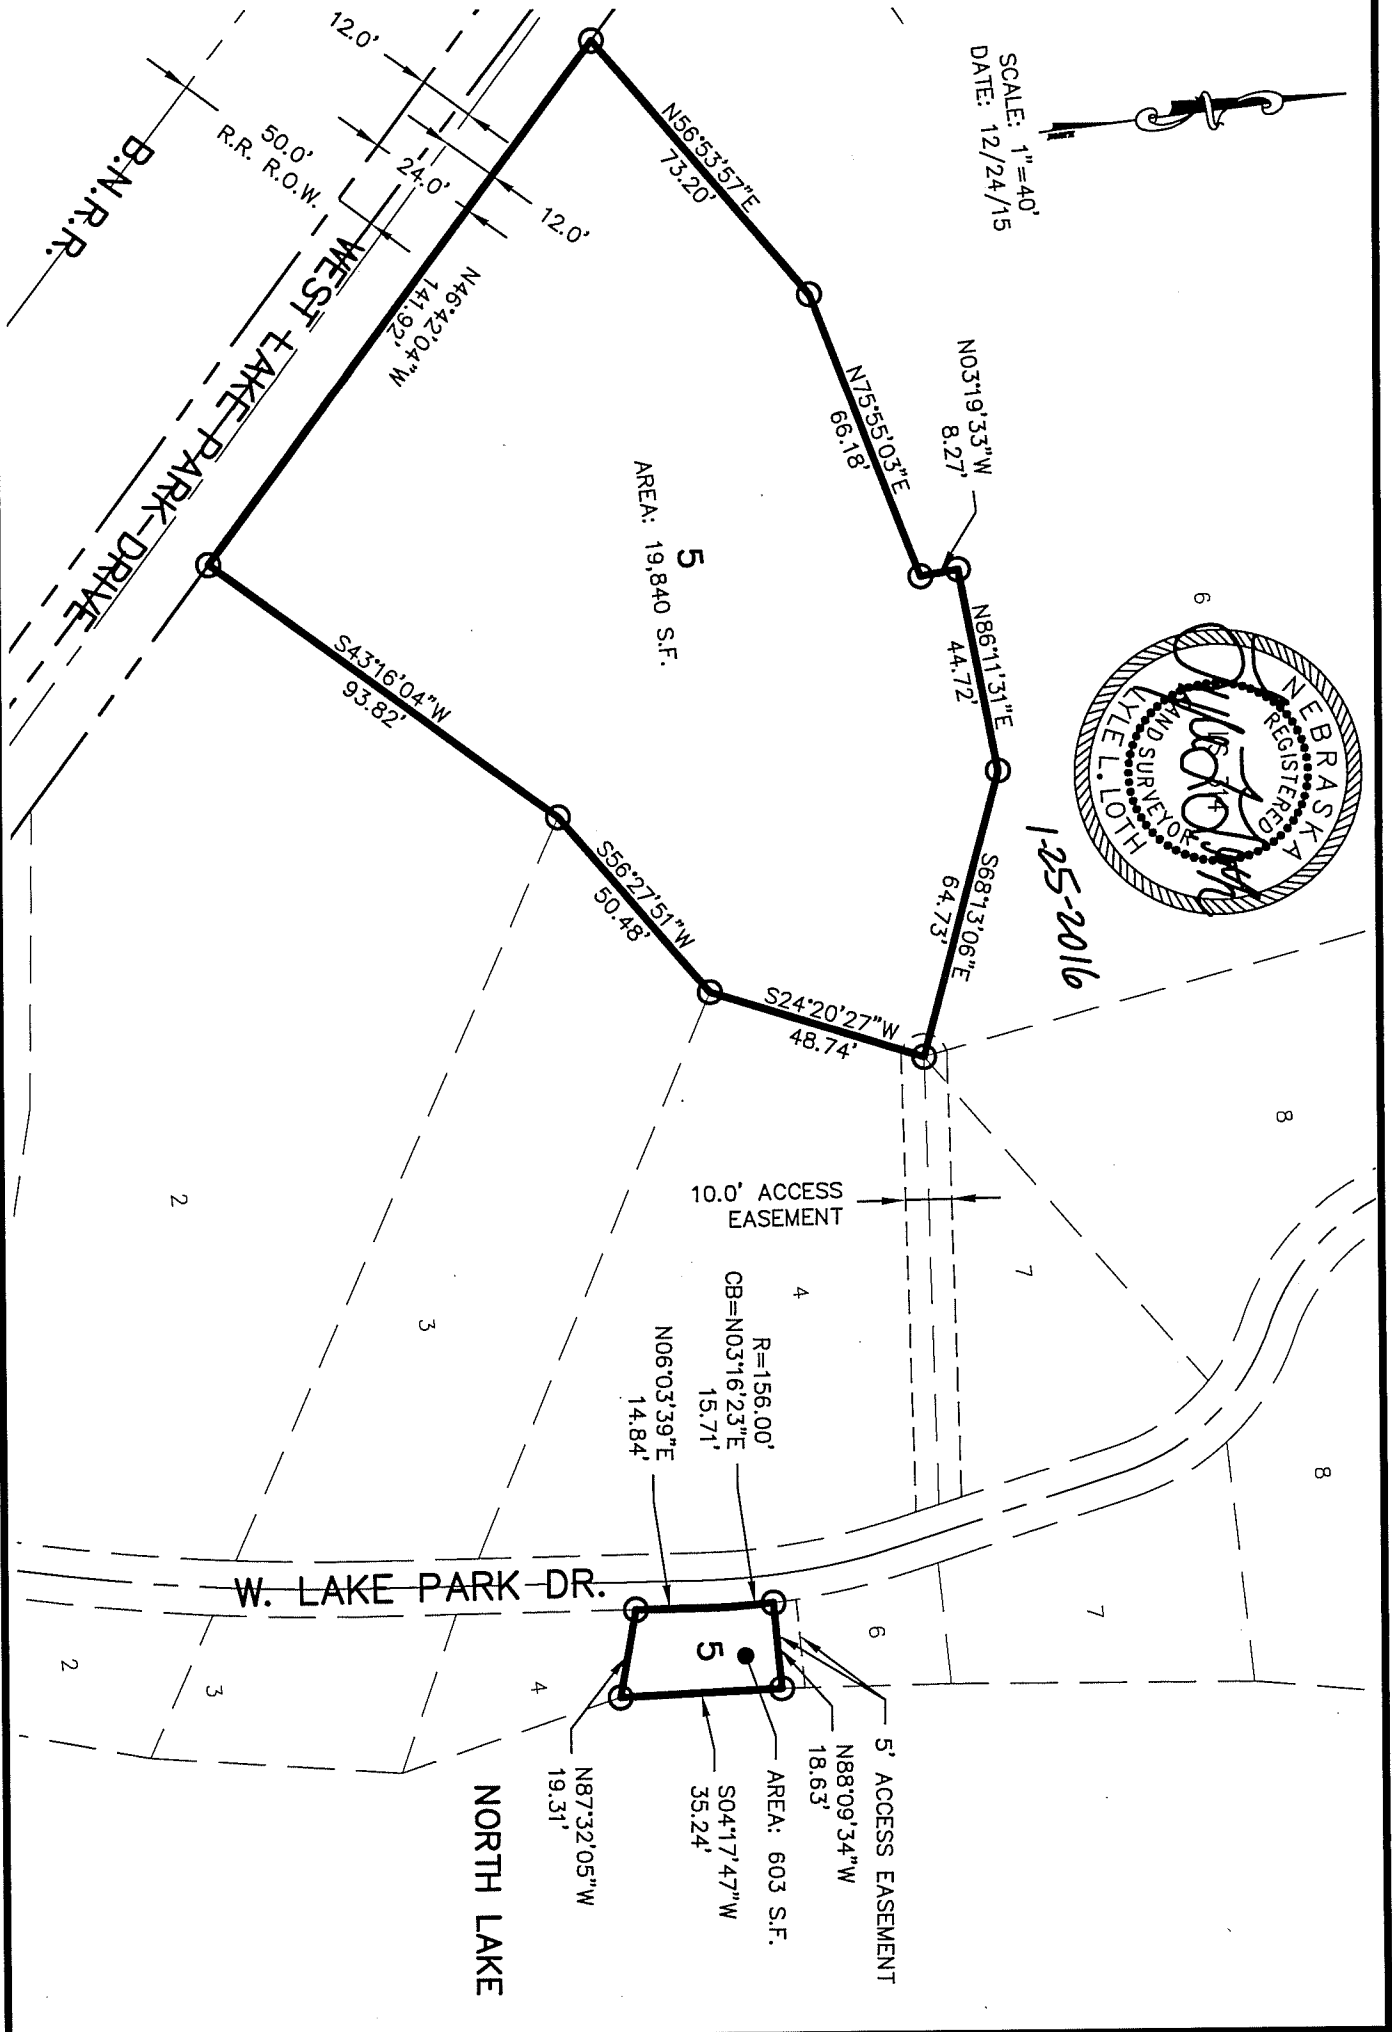 SCALE: 1"=40'
DATE: 12/24/15
12.0'
50.0'
R.R. R.O.W.
24.0'
12.0'
B.N.R.R.
WEST LAKE PARK DRIVE
N56°53'57"E
73.20'
N46°42'04"W
141.92'
N75°55'03"E
66.18'
N03°19'33"W
8.27'
N86°11'31"E
44.72'
5
AREA: 19,840 S.F.
6
NEBRASKA
REGISTERED
LS 314
LAND SURVEYOR
LYLE L. LOTH
1-25-2016
S68°13'06"E
64.73'
S43°16'04"W
93.82'
S56°27'51"W
50.48'
S24°20'27"W
48.74'
10.0' ACCESS
EASEMENT
8
7
4
3
2
R=156.00'
CB=N03°16'23"E
15.71'
N06°03'39"E
14.84'
W. LAKE PARK DR.
8
7
6
5
4
3
2
5' ACCESS EASEMENT
N88°09'34"W
18.63'
AREA: 603 S.F.
S04°17'47"W
35.24'
N87°32'05"W
19.31'
NORTH LAKE